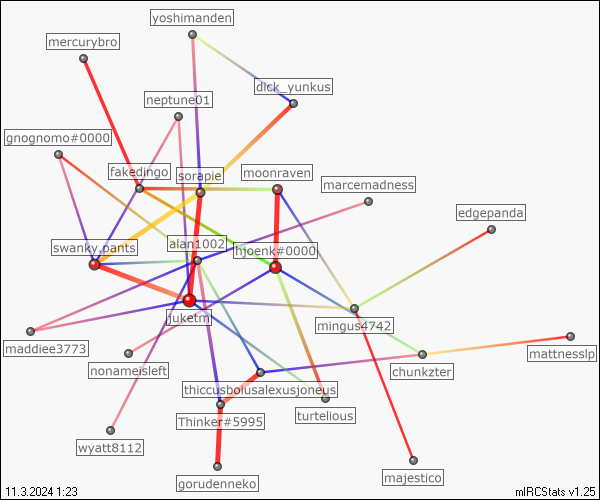 yoshimanden
mercurybro
dick_yunkus
neptune01
gnognomo#0000
fakedingo
sorapie
moonraven
marcemadness
edgepanda
swanky.pants
alan1002
hjoenk#0000
juketm
mingus4742
maddiee3773
mattnesslp
nonameisleft
chunkzter
thiccusboiusalexusjoneus
turtelious
Thinker#5995
wyatt8112
gorudenneko
majestico
11.3.2024 1:23
mIRCStats v1.25